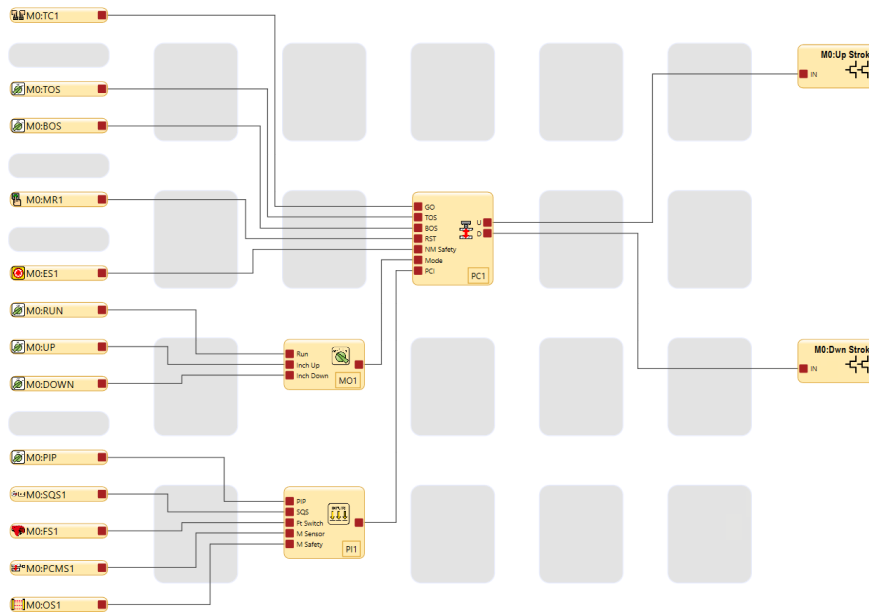 M0:TC1
M0:Up Strok
M0:TOS
IN
M0:BOS
M0:MR1
GO
TOS
BOS
RST
NM Safety
Mode
PCI
U
D
PC1
M0:ES1
M0:RUN
M0:UP
M0:DOWN
Run
Inch Up
Inch Down
MO1
M0:Dwn Strok
IN
M0:PIP
M0:SQS1
M0:FS1
M0:PCMS1
M0:OS1
PIP
SQS
Ft Switch
M Sensor
M Safety
PI1